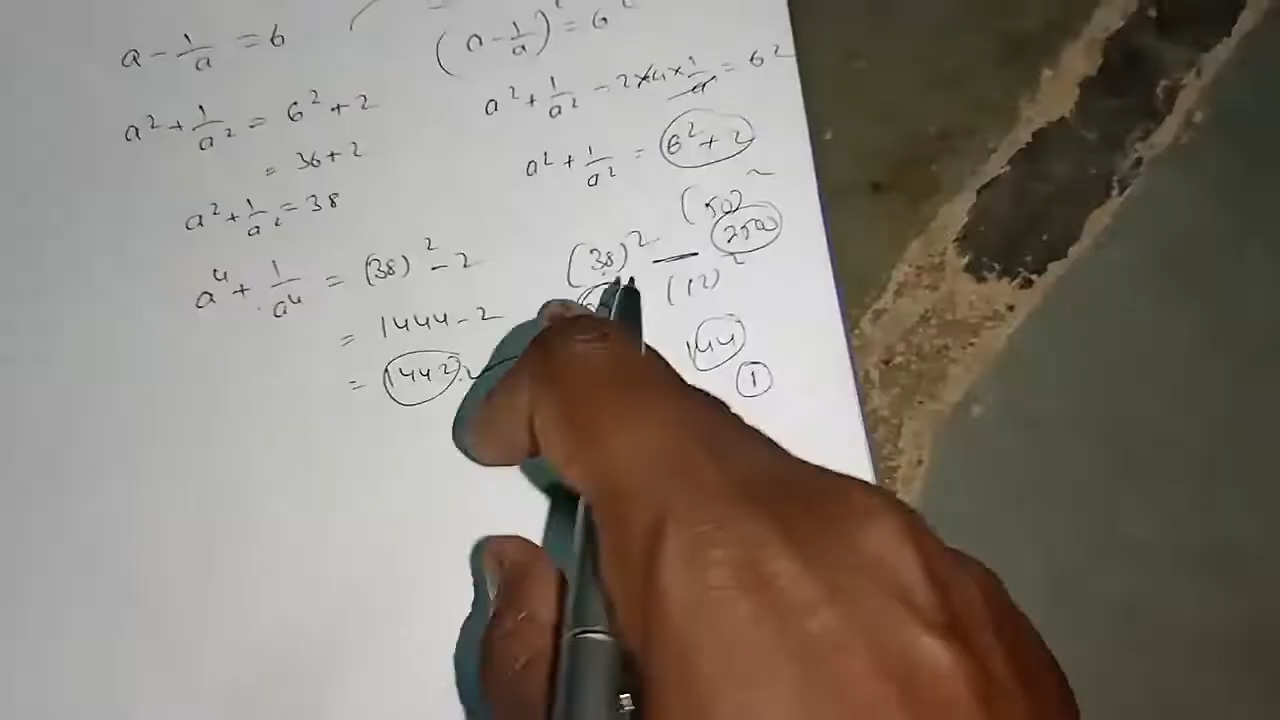 a - 1/a = 6
a² + 1/a² = 6² + 2
= 36 + 2
a² + 1/a² = 38
a⁴ + 1/a⁴ = (38)² - 2
= 1444 - 2
= 1442
(a - 1/a)² = 6²
a² + 1/a² - 2 × a × 1/a = 6²
a² + 1/a² = 6² + 2
(50)²
2500
(38)² —
(12)²
144
1